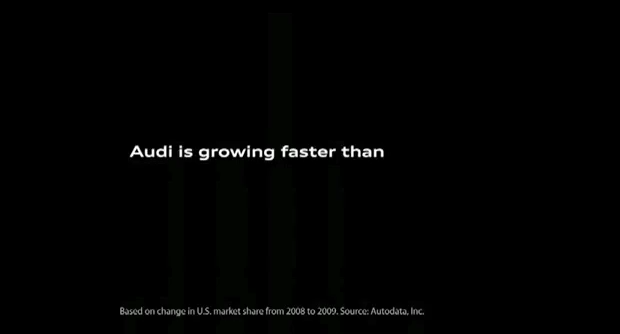 Audi is growing faster than
Based on change in U.S. market share from 2008 to 2009. Source: Autodata, Inc.